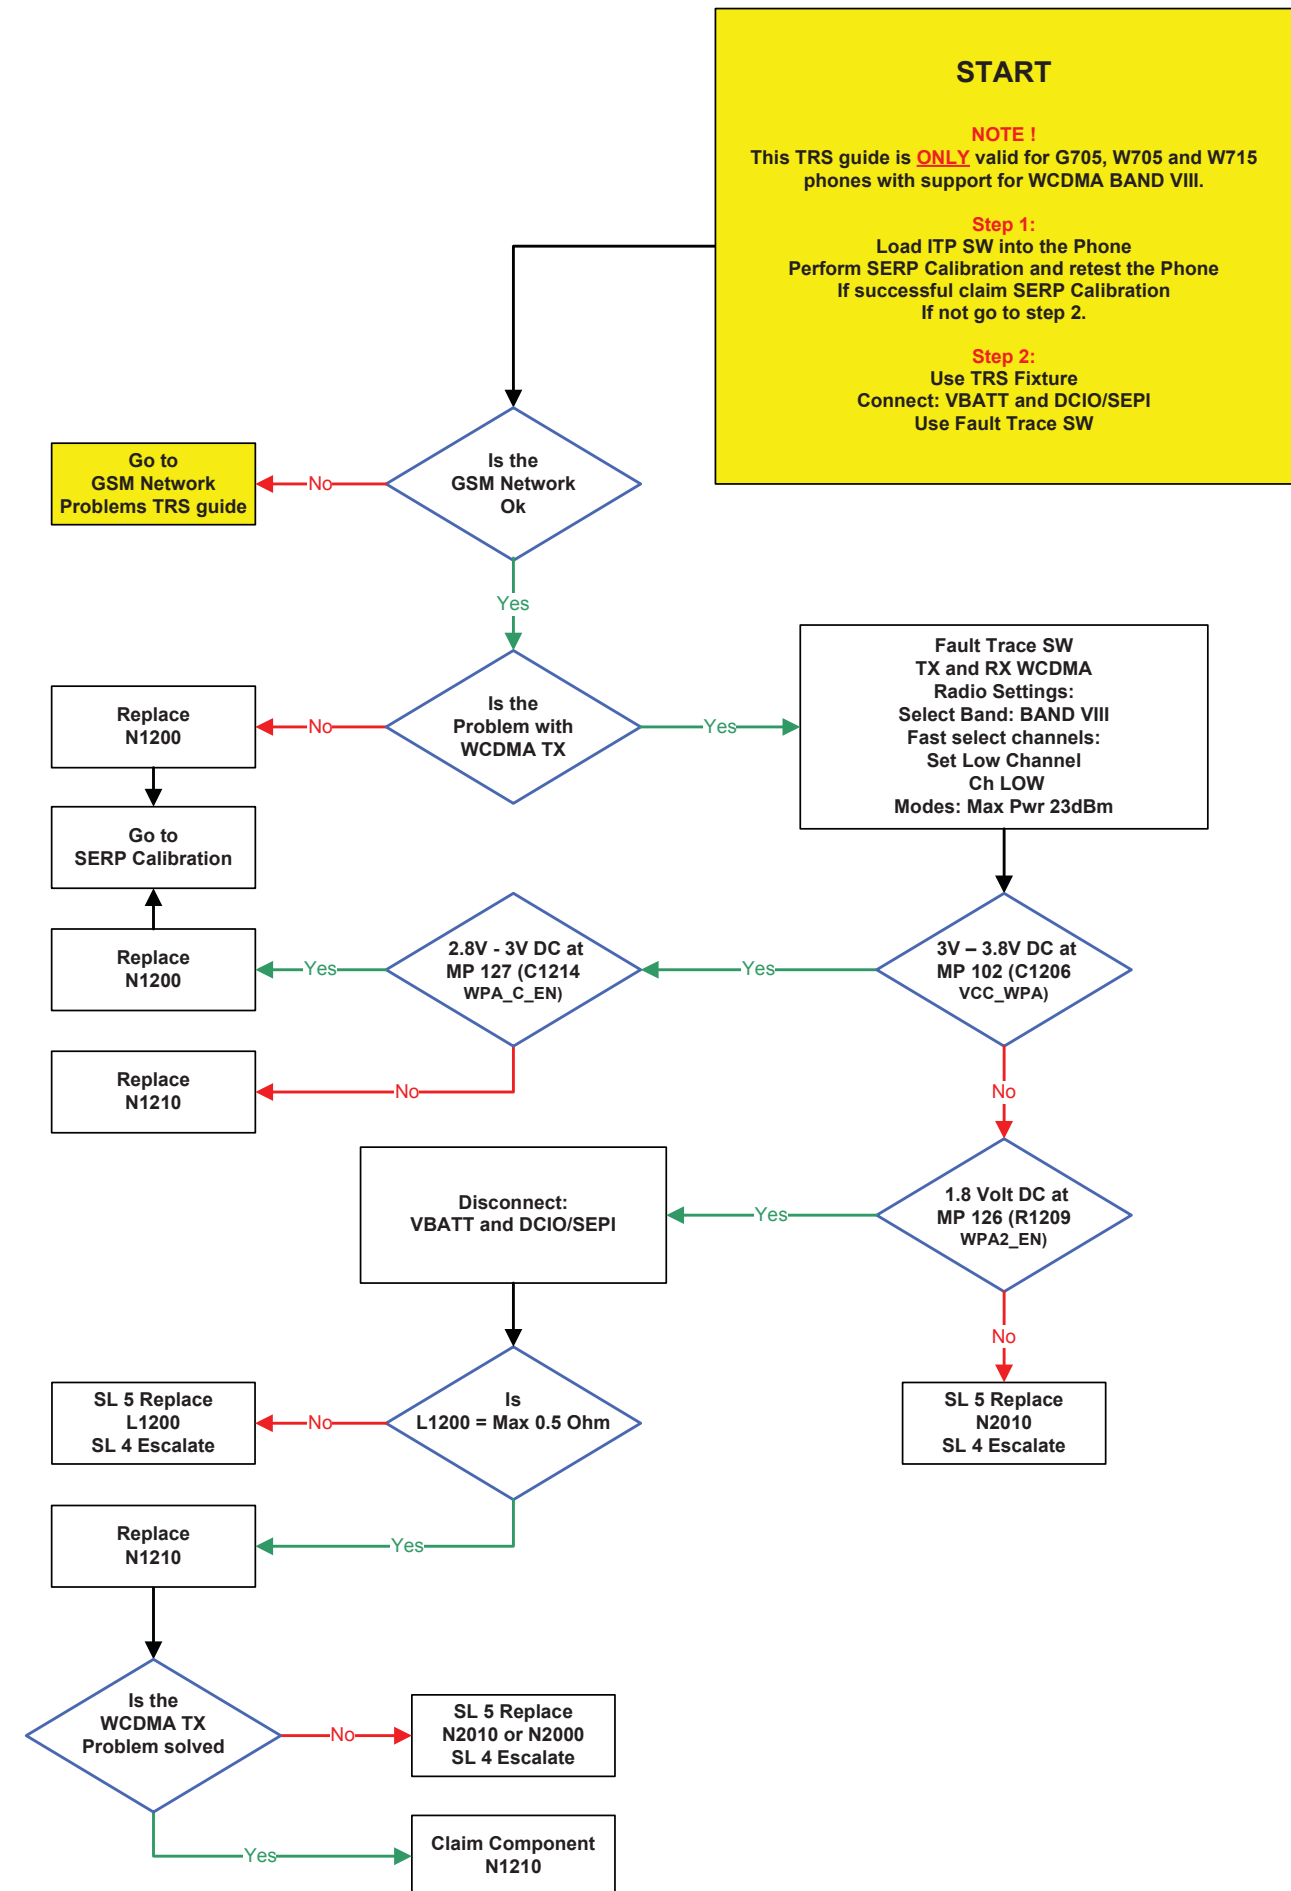 START
NOTE !
This TRS guide is ONLY valid for G705, W705 and W715
phones with support for WCDMA BAND VIII.
Step 1:
Load ITP SW into the Phone
Perform SERP Calibration and retest the Phone
If successful claim SERP Calibration
If not go to step 2.
Step 2:
Use TRS Fixture
Connect: VBATT and DCIO/SEPI
Use Fault Trace SW
Is the
GSM Network
Ok
No
Go to
GSM Network
Problems TRS guide
Yes
Is the
Problem with
WCDMA TX
No
Replace
N1200
Go to
SERP Calibration
Yes
Fault Trace SW
TX and RX WCDMA
Radio Settings:
Select Band: BAND VIII
Fast select channels:
Set Low Channel
Ch LOW
Modes: Max Pwr 23dBm
3V – 3.8V DC at
MP 102 (C1206
VCC_WPA)
Yes
2.8V - 3V DC at
MP 127 (C1214
WPA_C_EN)
Yes
Replace
N1200
No
Replace
N1210
No
1.8 Volt DC at
MP 126 (R1209
WPA2_EN)
Yes
Disconnect:
VBATT and DCIO/SEPI
No
SL 5 Replace
N2010
SL 4 Escalate
Is
L1200 = Max 0.5 Ohm
No
SL 5 Replace
L1200
SL 4 Escalate
Yes
Replace
N1210
Is the
WCDMA TX
Problem solved
No
SL 5 Replace
N2010 or N2000
SL 4 Escalate
Yes
Claim Component
N1210